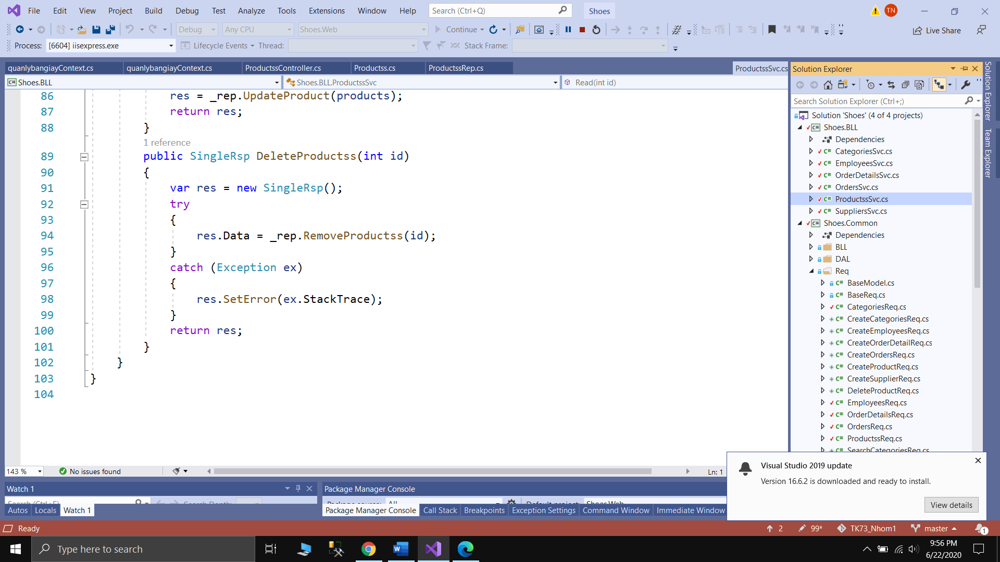 File Edit View Project Build Debug Test Analyze Tools Extensions Window Help Search (Ctrl+Q) Shoes TN
Debug Any CPU Shoes.Web Continue Live Share
Process: [6604] iisexpress.exe Lifecycle Events Thread: Stack Frame:
quanlybangiayContext.cs quanlybangiayContext.cs ProductssController.cs Productss.cs ProductssRep.cs ProductssSvc.cs
Shoes.BLL Shoes.BLL.ProductssSvc Read(int id)
86 res = _rep.UpdateProduct(products);
87 return res;
88 }
1 reference
89 public SingleRsp DeleteProductss(int id)
90 {
91 var res = new SingleRsp();
92 try
93 {
94 res.Data = _rep.RemoveProductss(id);
95 }
96 catch (Exception ex)
97 {
98 res.SetError(ex.StackTrace);
99 }
100 return res;
101 }
102 }
103 }
104
143 % No issues found Ln: 1
Solution Explorer
Search Solution Explorer (Ctrl+;)
Solution 'Shoes' (4 of 4 projects)
C# Shoes.BLL
Dependencies
C# CategoriesSvc.cs
C# EmployeesSvc.cs
C# OrderDetailsSvc.cs
C# OrdersSvc.cs
C# ProductssSvc.cs
C# SuppliersSvc.cs
C# Shoes.Common
Dependencies
BLL
DAL
Req
C# BaseModel.cs
C# BaseReq.cs
C# CategoriesReq.cs
C# CreateCategoriesReq.cs
C# CreateEmployeesReq.cs
C# CreateOrderDetailReq.cs
C# CreateOrdersReq.cs
C# CreateProductReq.cs
C# CreateSupplierReq.cs
C# DeleteProductReq.cs
C# EmployeesReq.cs
C# OrderDetailsReq.cs
C# OrdersReq.cs
C# ProductssReq.cs
C# SearchCategoriesReq.cs
Solution Explorer
Team Explorer
Visual Studio 2019 update
Version 16.6.2 is downloaded and ready to install.
View details
Watch 1
Search (Ctrl+E) Search Depth:
Autos Locals Watch 1
Package Manager Console
Package source: All Default project: Shoes.Web
Package Manager Console Call Stack Breakpoints Exception Settings Command Window Immediate Window
Ready 2 99* TK73_Nhom1 master 1
Type here to search
9:56 PM
6/22/2020